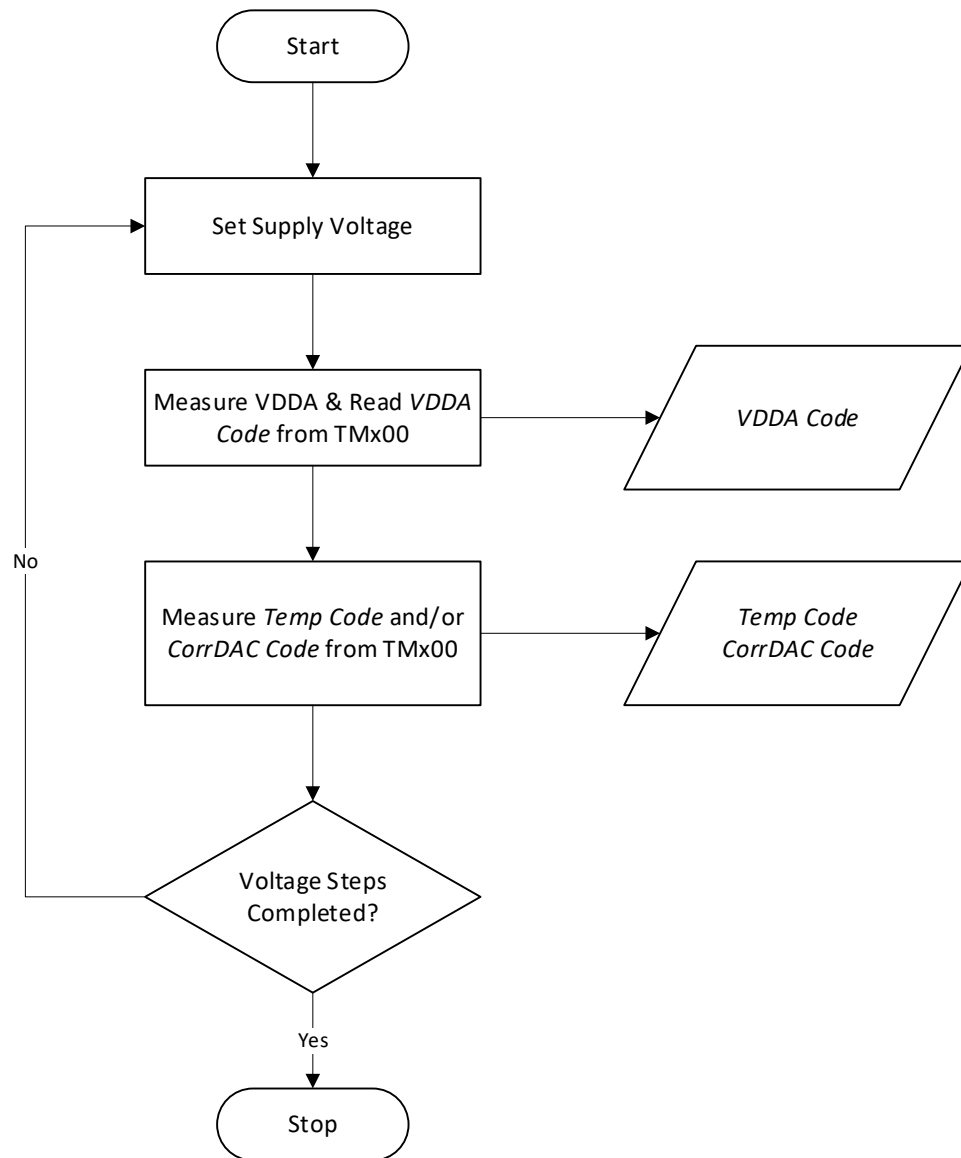 Start
Set Supply Voltage
Measure VDDA & Read VDDA
Code from TMx00
VDDA Code
No
Measure Temp Code and/or
CorrDAC Code from TMx00
Temp Code
CorrDAC Code
Voltage Steps
Completed?
Yes
Stop